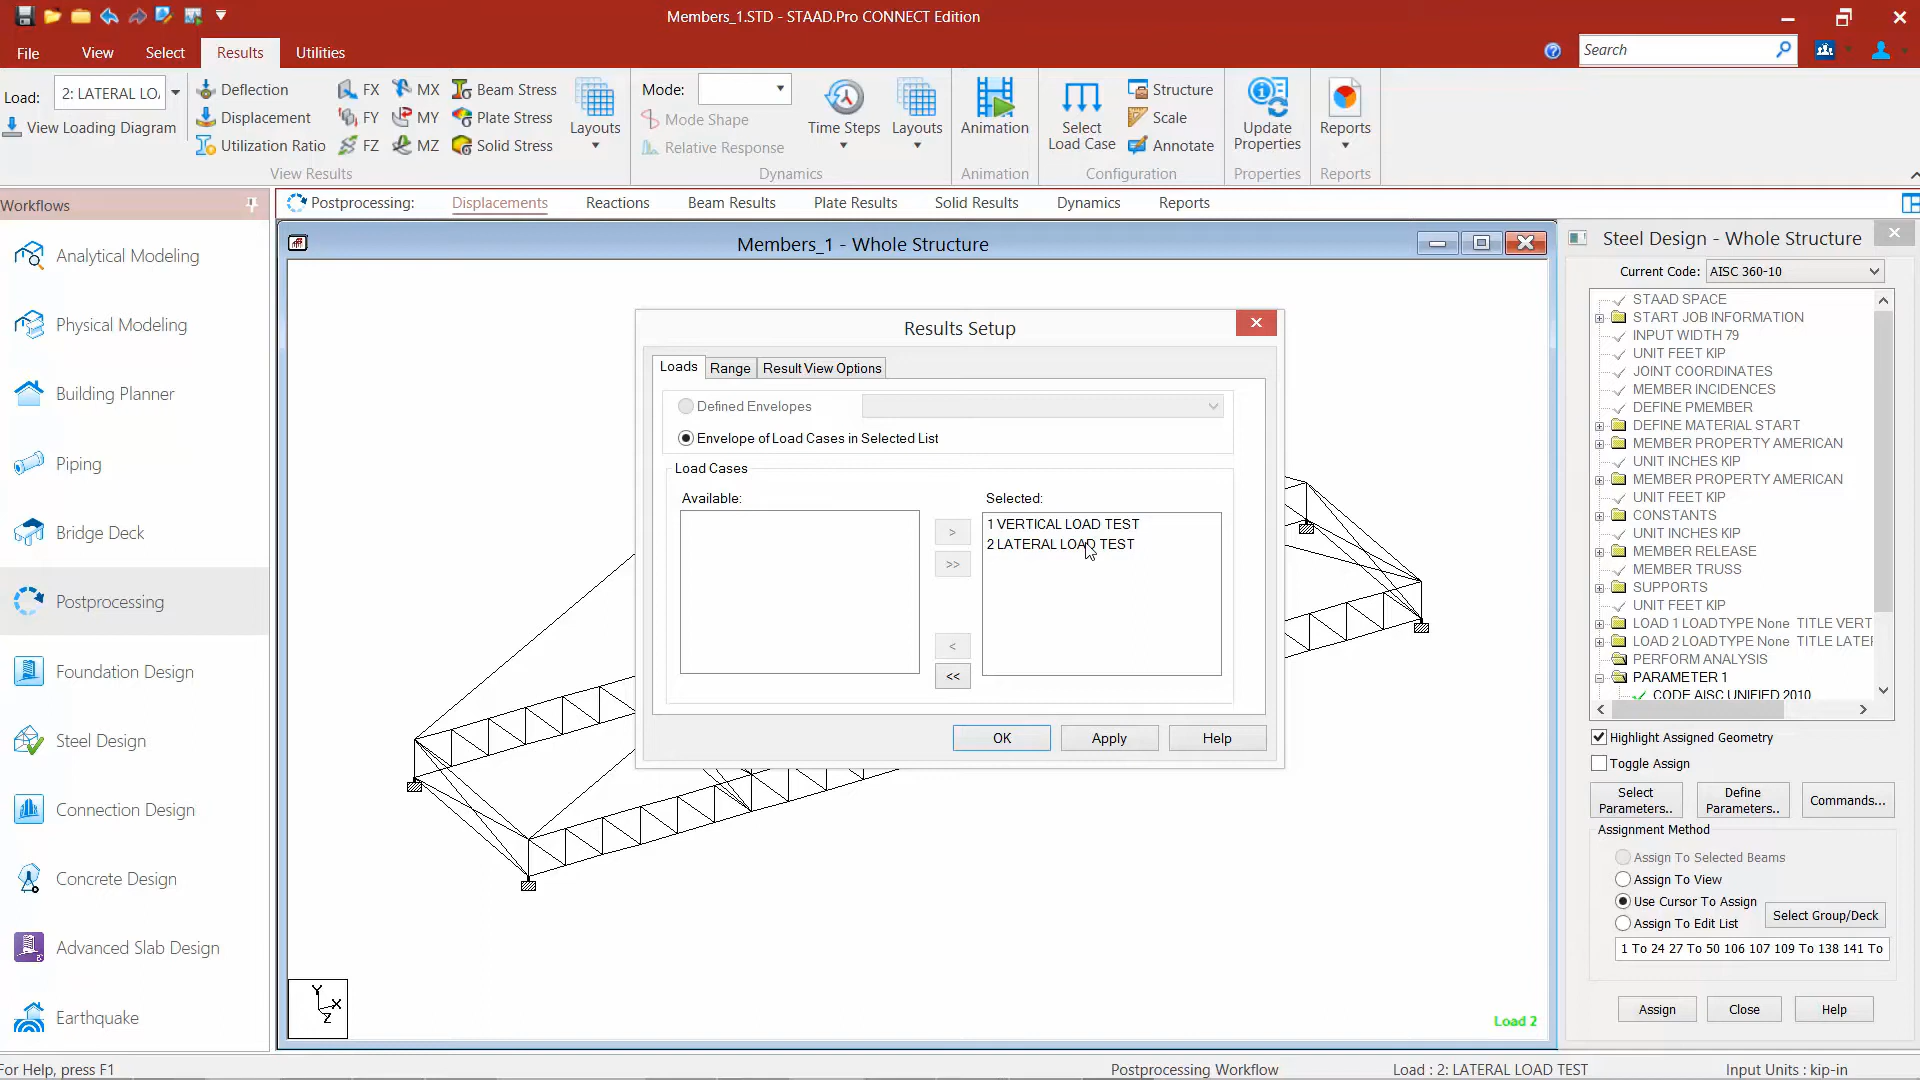 Members_1.STD - STAAD.Pro CONNECT Edition
File
View
Select
Results
Utilities
Search
Load:
2: LATERAL LOA
View Loading Diagram
Deflection
Displacement
Utilization Ratio
FX
FY
FZ
MX
MY
MZ
Beam Stress
Plate Stress
Solid Stress
Layouts
View Results
Mode:
Mode Shape
Relative Response
Time Steps
Layouts
Dynamics
Animation
Animation
Select
Load Case
Structure
Scale
Annotate
Configuration
Update
Properties
Properties
Reports
Reports
Workflows
Postprocessing:
Displacements
Reactions
Beam Results
Plate Results
Solid Results
Dynamics
Reports
Analytical Modeling
Physical Modeling
Building Planner
Piping
Bridge Deck
Postprocessing
Foundation Design
Steel Design
Connection Design
Concrete Design
Advanced Slab Design
Earthquake
Members_1 - Whole Structure
Results Setup
Loads
Range
Result View Options
Defined Envelopes
Envelope of Load Cases in Selected List
Load Cases
Available:
Selected:
1 VERTICAL LOAD TEST
2 LATERAL LOAD TEST
>
>>
<
<<
OK
Apply
Help
Y
X
Z
Load 2
Steel Design - Whole Structure
Current Code:
AISC 360-10
STAAD SPACE
START JOB INFORMATION
INPUT WIDTH 79
UNIT FEET KIP
JOINT COORDINATES
MEMBER INCIDENCES
DEFINE PMEMBER
DEFINE MATERIAL START
MEMBER PROPERTY AMERICAN
UNIT INCHES KIP
MEMBER PROPERTY AMERICAN
UNIT FEET KIP
CONSTANTS
UNIT INCHES KIP
MEMBER RELEASE
MEMBER TRUSS
SUPPORTS
UNIT FEET KIP
LOAD 1 LOADTYPE None  TITLE VERT
LOAD 2 LOADTYPE None  TITLE LATE
PERFORM ANALYSIS
PARAMETER 1
CODE AISC UNIFIED 2010
Highlight Assigned Geometry
Toggle Assign
Select
Parameters..
Define
Parameters..
Commands...
Assignment Method
Assign To Selected Beams
Assign To View
Use Cursor To Assign
Assign To Edit List
Select Group/Deck
1 To 24 27 To 50 106 107 109 To 138 141 To
Assign
Close
Help
For Help, press F1
Postprocessing Workflow
Load : 2: LATERAL LOAD TEST
Input Units : kip-in